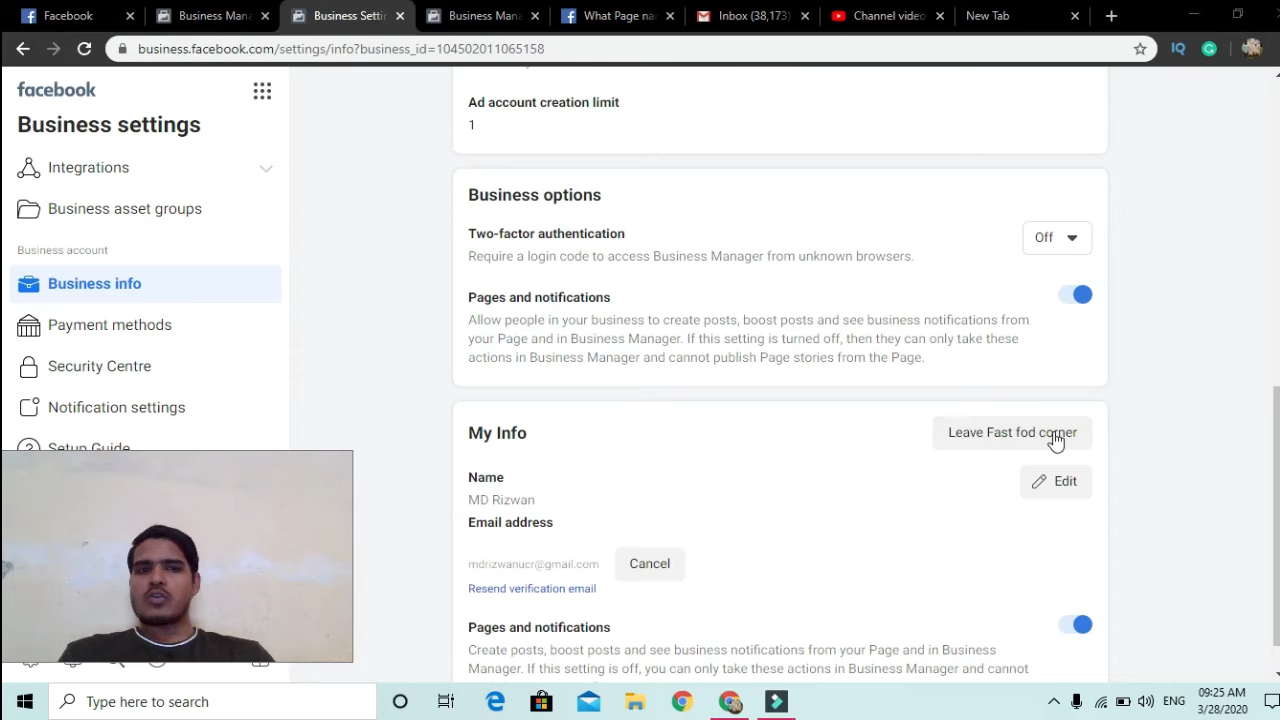 Facebook
Business Mana
Business Setti
Business Mana
What Page na
Inbox (38,173)
Channel video
New Tab
business.facebook.com/settings/info?business_id=104502011065158
facebook
Business settings
Integrations
Business asset groups
Business account
Business info
Payment methods
Security Centre
Notification settings
Setup Guide
Ad account creation limit
1
Business options
Two-factor authentication
Off
Require a login code to access Business Manager from unknown browsers.
Pages and notifications
Allow people in your business to create posts, boost posts and see business notifications from
your Page and in Business Manager. If this setting is turned off, then they can only take these
actions in Business Manager and cannot publish Page stories from the Page.
My Info
Leave Fast fod corner
Name
Edit
MD Rizwan
Email address
mdrizwanucr@gmail.com
Cancel
Resend verification email
Pages and notifications
Create posts, boost posts and see business notifications from your Page and in Business
Manager. If this setting is off, you can only take these actions in Business Manager and cannot
Type here to search
ENG
09:25 AM
3/28/2020